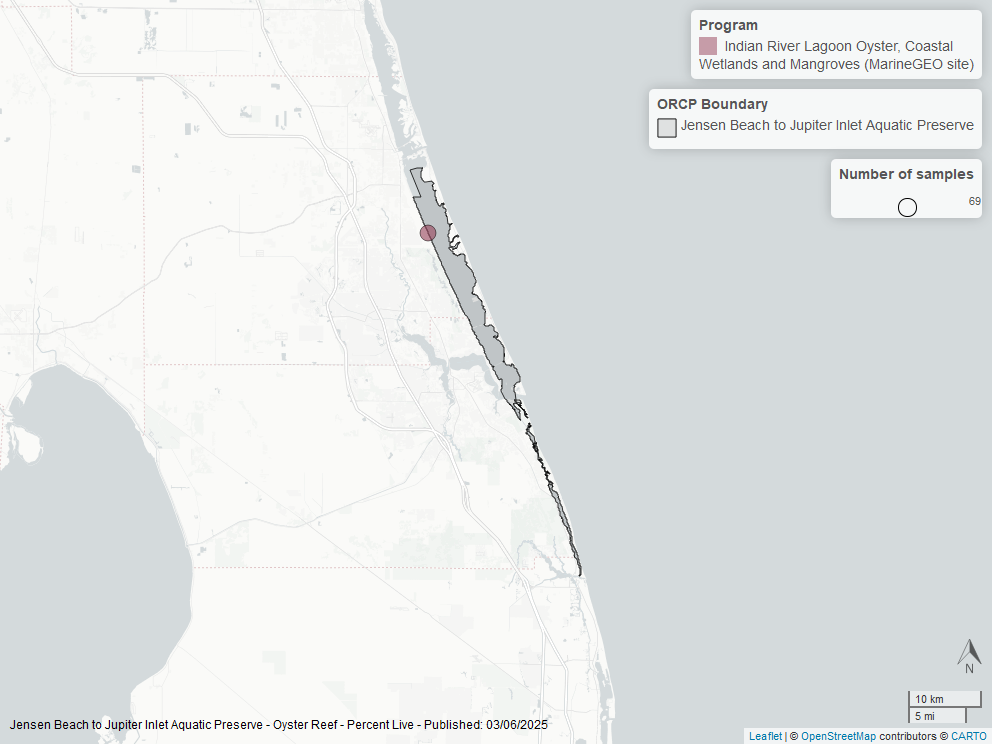 Program
Indian River Lagoon Oyster, Coastal
Wetlands and Mangroves (MarineGEO site)
ORCP Boundary
Jensen Beach to Jupiter Inlet Aquatic Preserve
Number of samples
69
N
10 km
5 mi
Jensen Beach to Jupiter Inlet Aquatic Preserve - Oyster Reef - Percent Live - Published: 03/06/2025
Leaflet | © OpenStreetMap contributors © CARTO